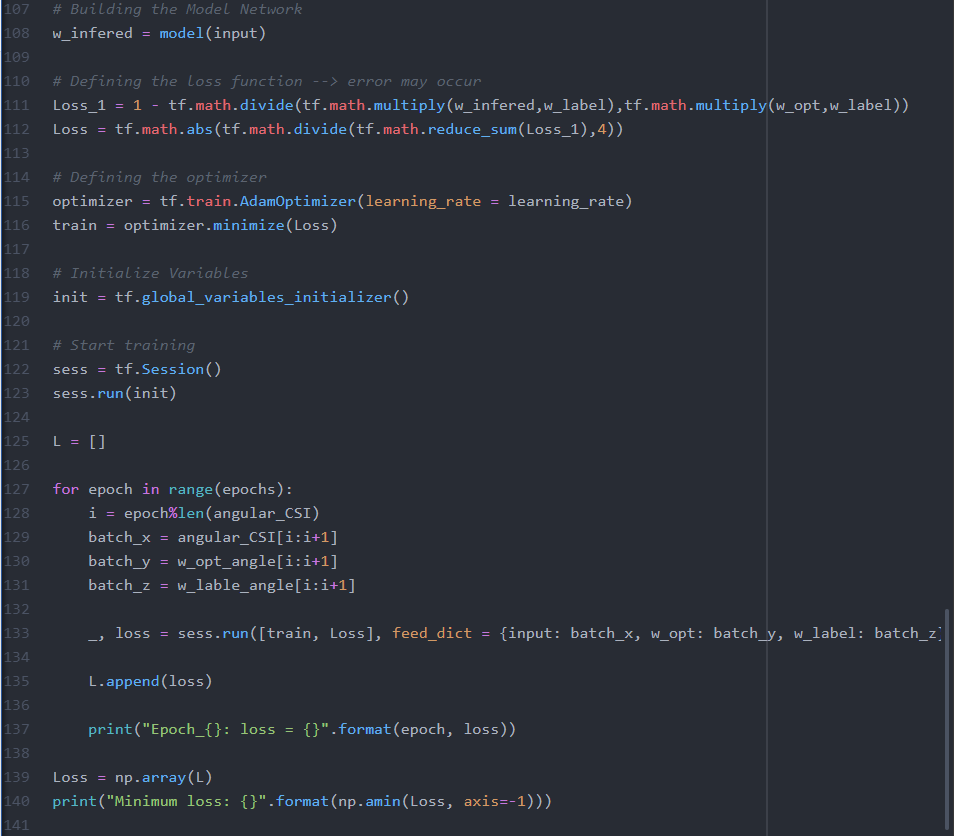 107 # Building the Model Network
108 w_infered = model(input)
109
110 # Defining the loss function --> error may occur
111 Loss_1 = 1 - tf.math.divide(tf.math.multiply(w_infered,w_label),tf.math.multiply(w_opt,w_label))
112 Loss = tf.math.abs(tf.math.divide(tf.math.reduce_sum(Loss_1),4))
113
114 # Defining the optimizer
115 optimizer = tf.train.AdamOptimizer(learning_rate = learning_rate)
116 train = optimizer.minimize(Loss)
117
118 # Initialize Variables
119 init = tf.global_variables_initializer()
120
121 # Start training
122 sess = tf.Session()
123 sess.run(init)
124
125 L = []
126
127 for epoch in range(epochs):
128     i = epoch%len(angular_CSI)
129     batch_x = angular_CSI[i:i+1]
130     batch_y = w_opt_angle[i:i+1]
131     batch_z = w_lable_angle[i:i+1]
132
133     _, loss = sess.run([train, Loss], feed_dict = {input: batch_x, w_opt: batch_y, w_label: batch_z}
134
135     L.append(loss)
136
137     print("Epoch_{}: loss = {}".format(epoch, loss))
138
139 Loss = np.array(L)
140 print("Minimum loss: {}".format(np.amin(Loss, axis=-1)))
141